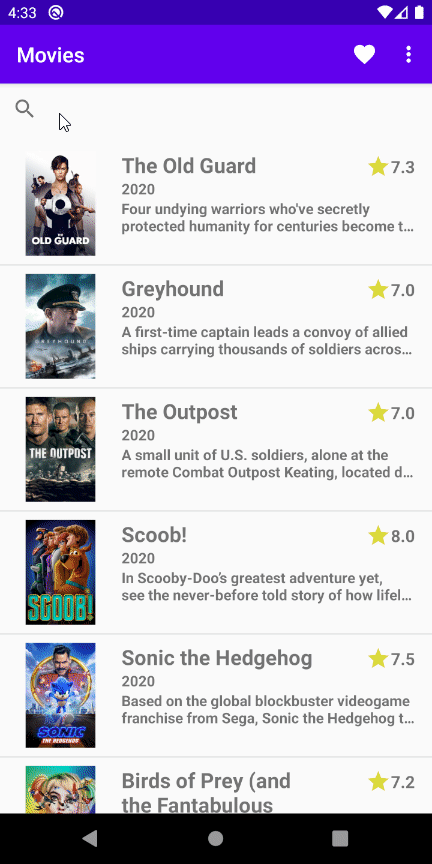 4:33
Movies
The Old Guard
7.3
2020
Four undying warriors who've secretly
protected humanity for centuries become t...
OLD GUARD
Greyhound
7.0
2020
A first-time captain leads a convoy of allied
ships carrying thousands of soldiers acros...
GREYHOUND
The Outpost
7.0
2020
A small unit of U.S. soldiers, alone at the
remote Combat Outpost Keating, located d...
THE OUTPOST
Scoob!
8.0
2020
In Scooby-Doo's greatest adventure yet,
see the never-before told story of how lifel...
SCOOB!
Sonic the Hedgehog
7.5
2020
Based on the global blockbuster videogame
franchise from Sega, Sonic the Hedgehog t...
SONIC
THE HEDGEHOG
Birds of Prey (and
7.2
the Fantabulous